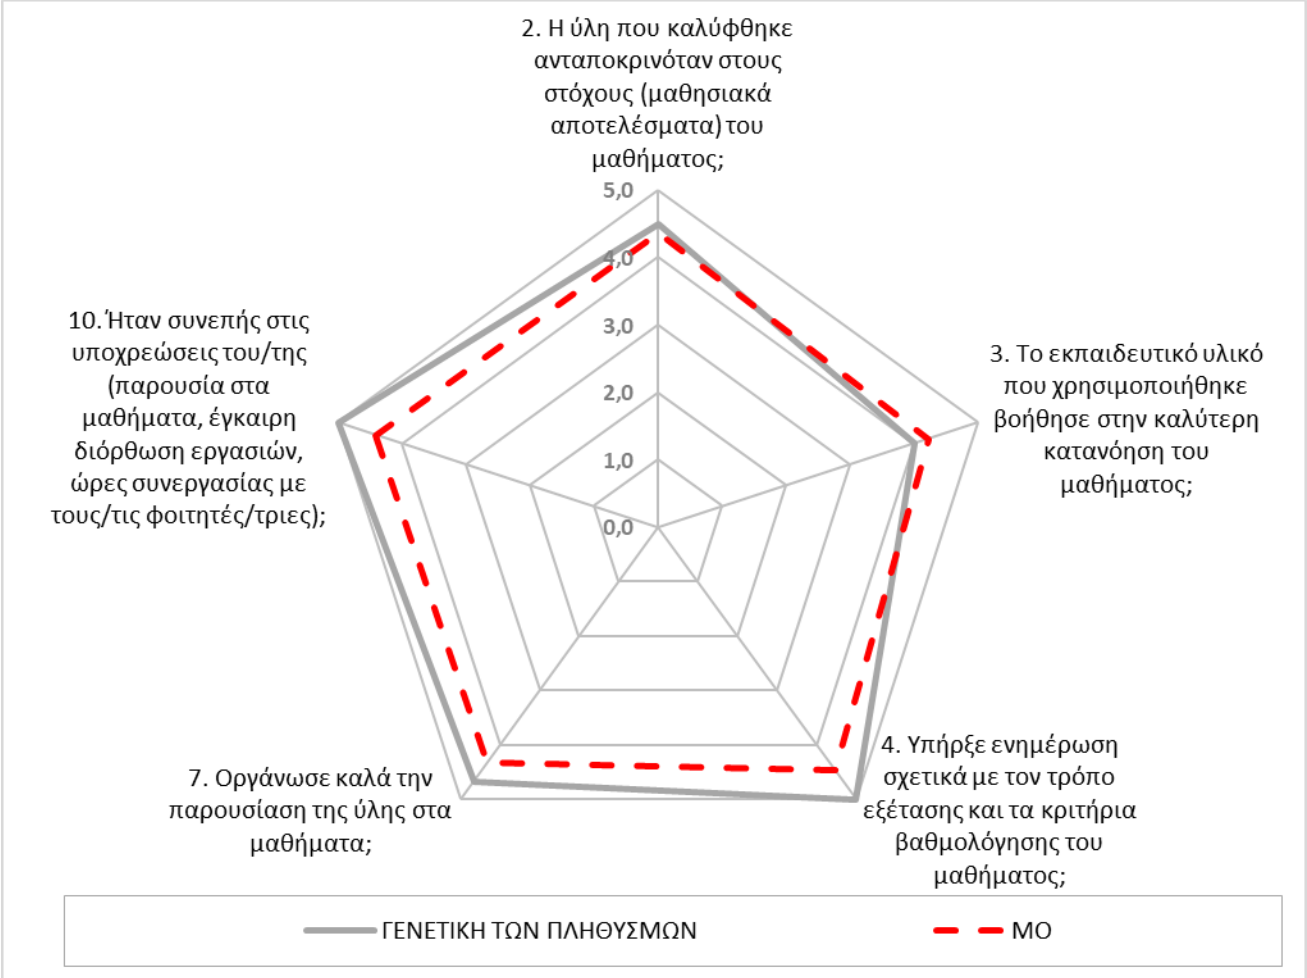 2. Η ύλη που καλύφθηκε
ανταποκρινόταν στους
στόχους (μαθησιακά
αποτελέσματα) του
μαθήματος;
5,0
4,0
3,0
2,0
1,0
0,0
10. Ήταν συνεπής στις
υποχρεώσεις του/της
(παρουσία στα
μαθήματα, έγκαιρη
διόρθωση εργασιών,
ώρες συνεργασίας με
τους/τις φοιτητές/τριες);
3. Το εκπαιδευτικό υλικό
που χρησιμοποιήθηκε
βοήθησε στην καλύτερη
κατανόηση του
μαθήματος;
7. Οργάνωσε καλά την
παρουσίαση της ύλης στα
μαθήματα;
4. Υπήρξε ενημέρωση
σχετικά με τον τρόπο
εξέτασης και τα κριτήρια
βαθμολόγησης του
μαθήματος;
ΓΕΝΕΤΙΚΗ ΤΩΝ ΠΛΗΘΥΣΜΩΝ
ΜΟ